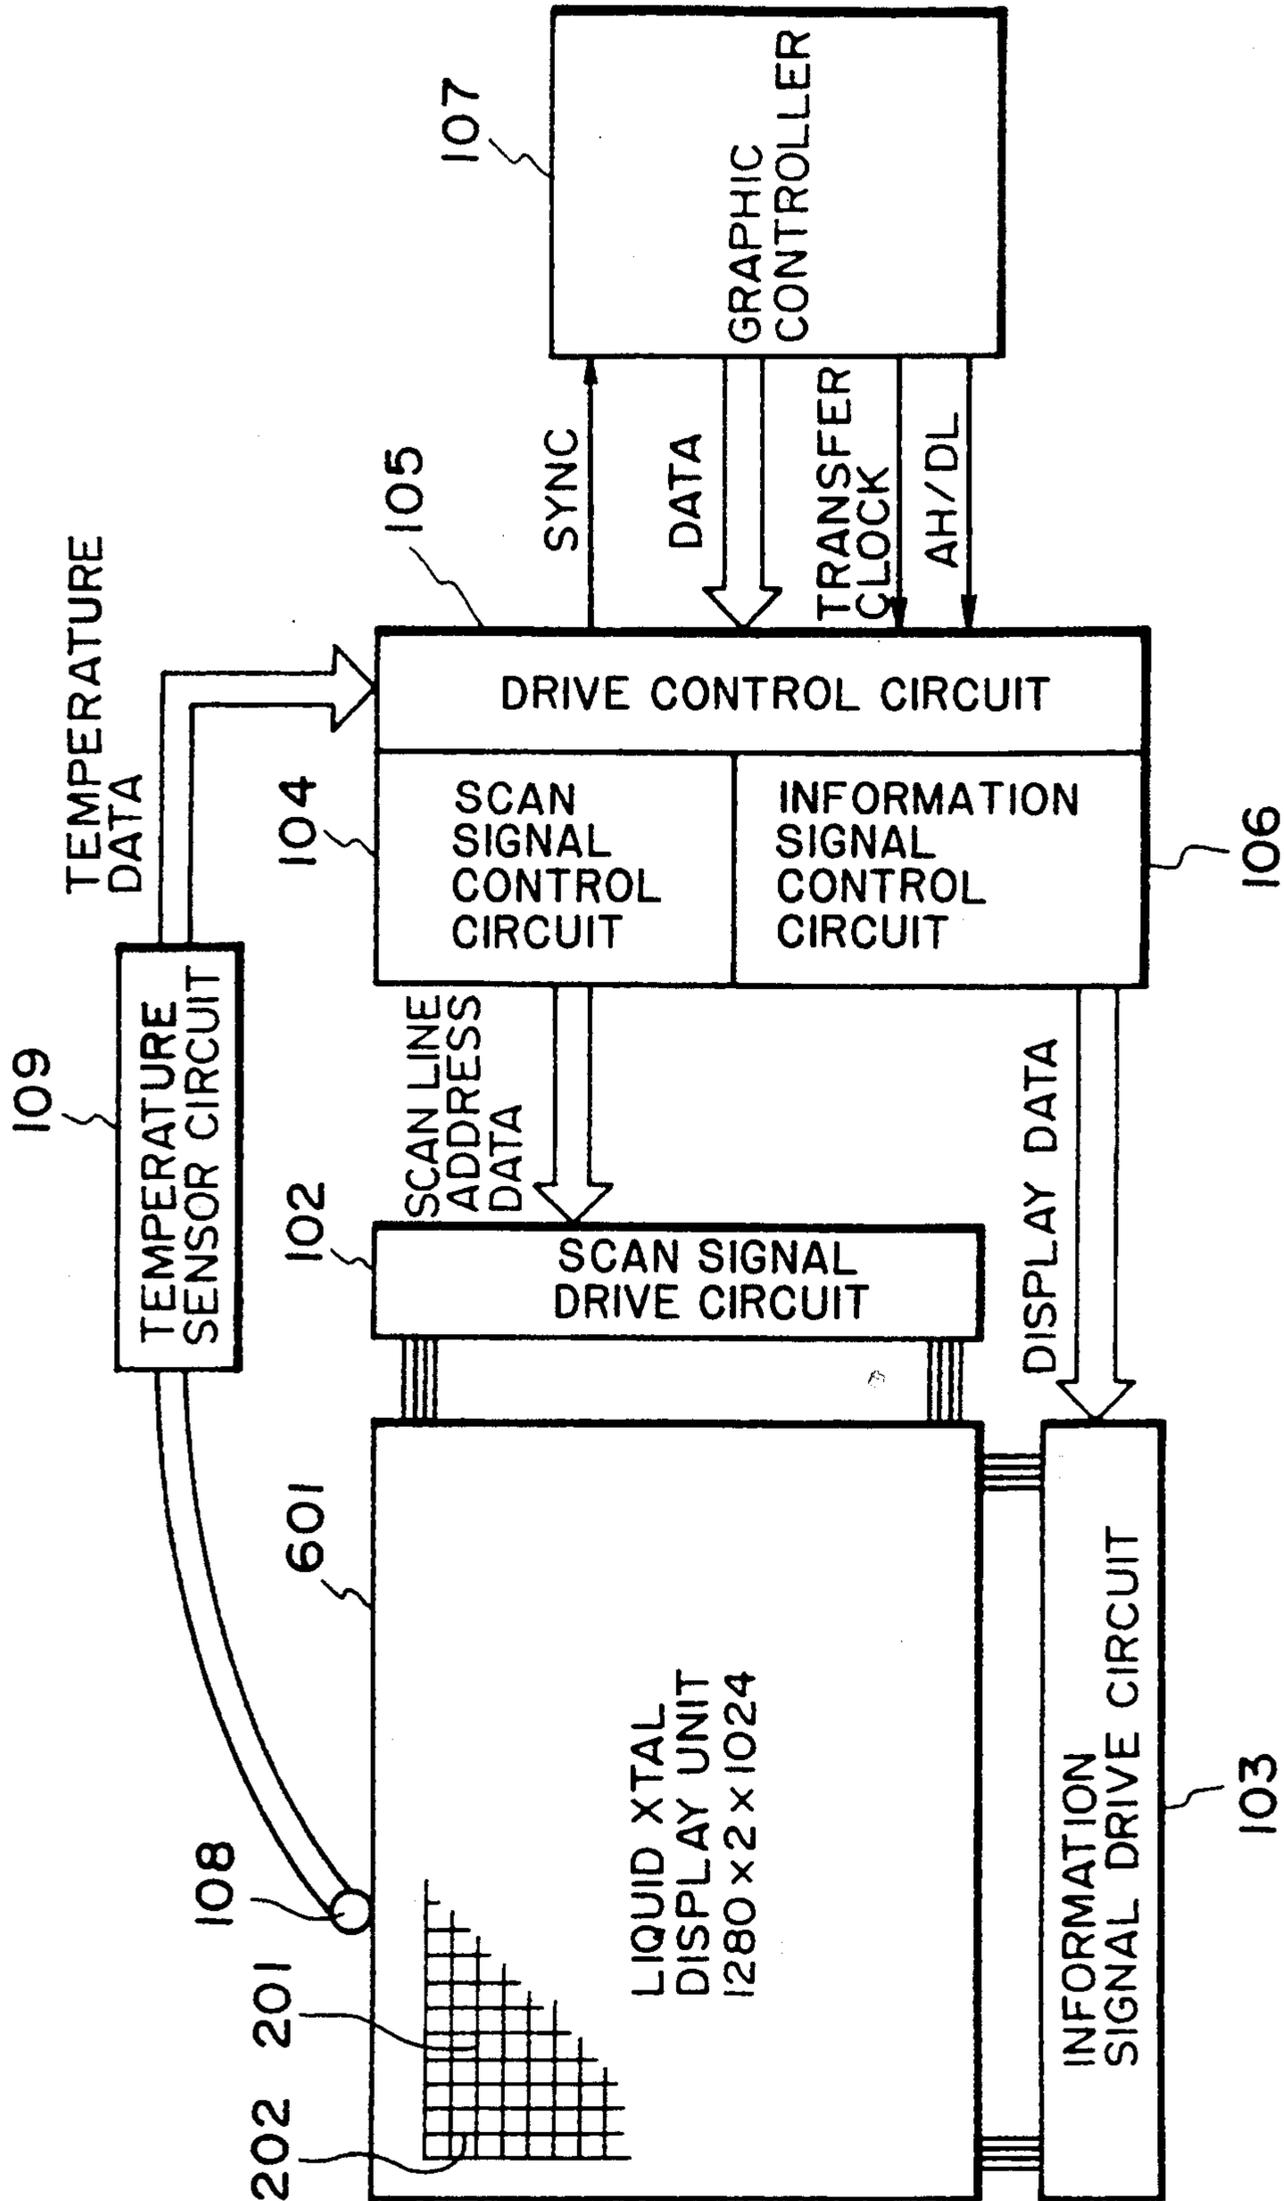 107
GRAPHIC
CONTROLLER
SYNC
DATA
TRANSFER
CLOCK
AH/DL
105
TEMPERATURE
DATA
DRIVE CONTROL CIRCUIT
104
SCAN
SIGNAL
CONTROL
CIRCUIT
INFORMATION
SIGNAL
CONTROL
CIRCUIT
106
109
TEMPERATURE
SENSOR CIRCUIT
SCAN LINE
ADDRESS
DATA
DISPLAY DATA
102
SCAN SIGNAL
DRIVE CIRCUIT
601
108
201
202
LIQUID XTAL
DISPLAY UNIT
1280 x 2 x 1024
INFORMATION
SIGNAL DRIVE CIRCUIT
103